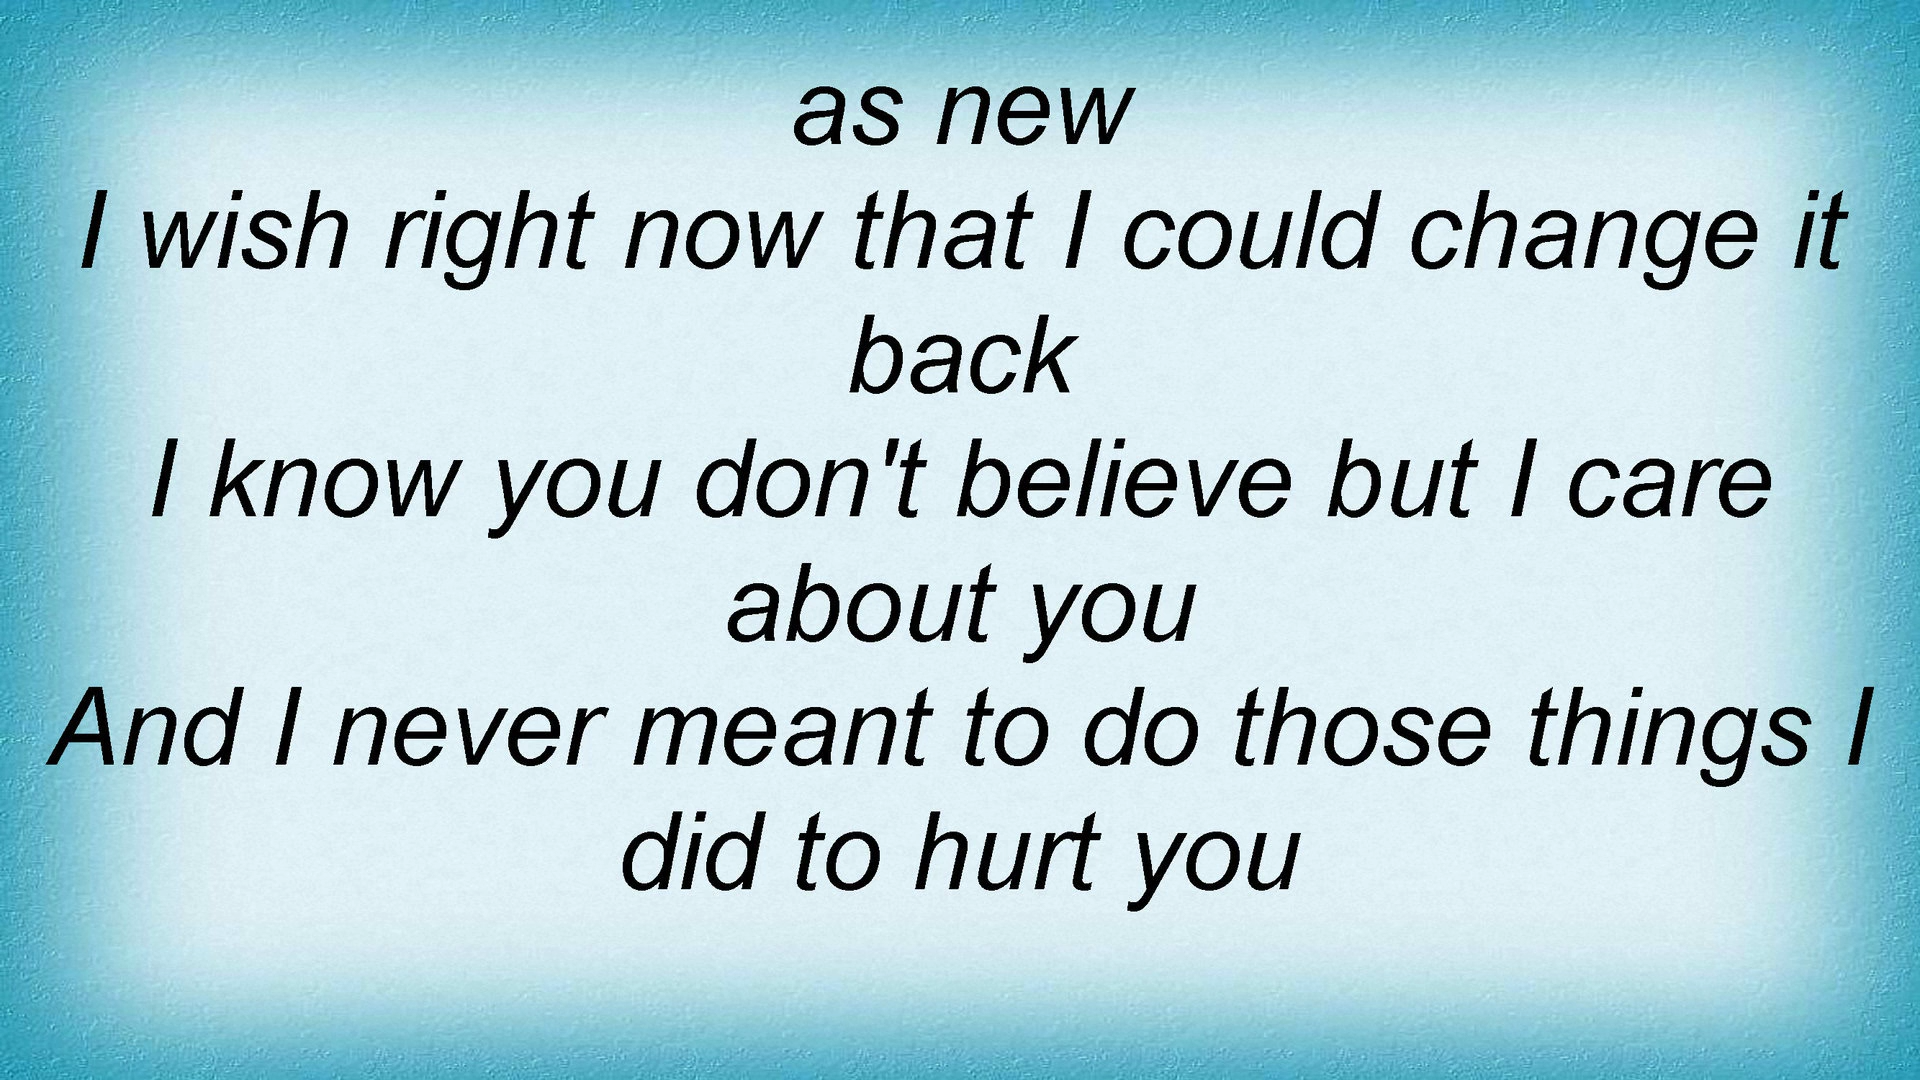 as new
I wish right now that I could change it
back
I know you don't believe but I care
about you
And I never meant to do those things I
did to hurt you